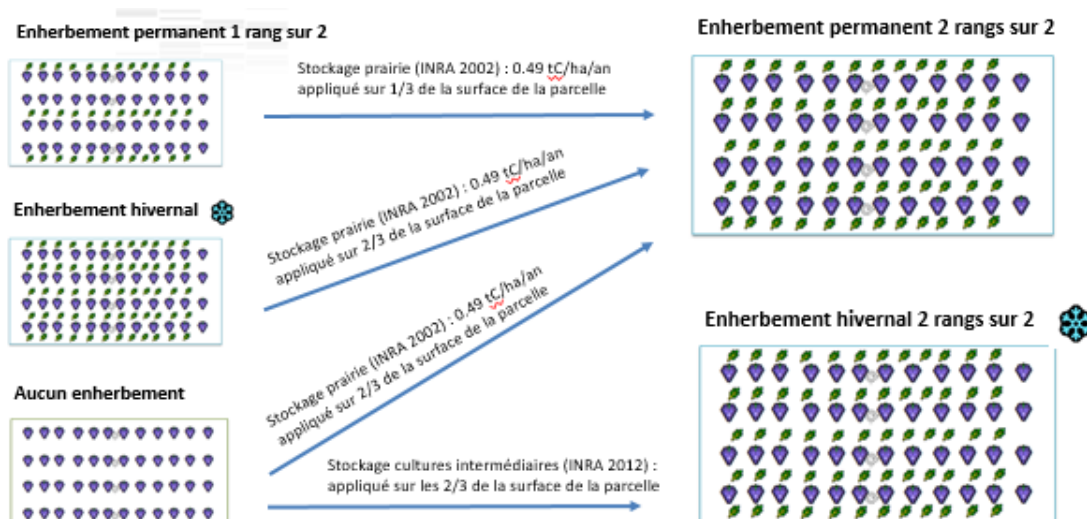 Enherbement permanent 1 rang sur 2
Stockage prairie (INRA 2002) : 0.49 tC/ha/an
appliqué sur 1/3 de la surface de la parcelle
Enherbement permanent 2 rangs sur 2
Enherbement hivernal
Stockage prairie (INRA 2002) : 0.49 tC/ha/an
appliqué sur 2/3 de la surface de la parcelle
Stockage prairie (INRA 2002) : 0.49 tC/ha/an
appliqué sur 2/3 de la surface de la parcelle
Enherbement hivernal 2 rangs sur 2
Aucun enherbement
Stockage cultures intermédiaires (INRA 2012) :
appliqué sur les 2/3 de la surface de la parcelle